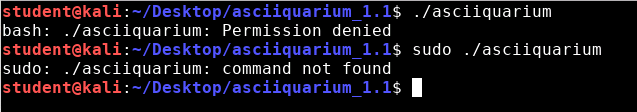 student@kali:~/Desktop/asciiquarium_1.1$ ./asciiquarium
bash: ./asciiquarium: Permission denied
student@kali:~/Desktop/asciiquarium_1.1$ sudo ./asciiquarium
sudo: ./asciiquarium: command not found
student@kali:~/Desktop/asciiquarium_1.1$